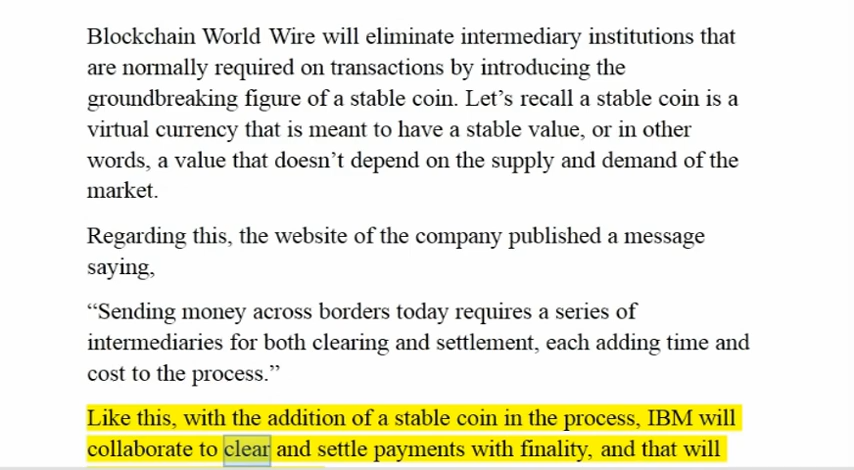 Blockchain World Wire will eliminate intermediary institutions that
are normally required on transactions by introducing the
groundbreaking figure of a stable coin. Let’s recall a stable coin is a
virtual currency that is meant to have a stable value, or in other
words, a value that doesn’t depend on the supply and demand of the
market.
Regarding this, the website of the company published a message
saying,
“Sending money across borders today requires a series of
intermediaries for both clearing and settlement, each adding time and
cost to the process.”
Like this, with the addition of a stable coin in the process, IBM will
collaborate to clear and settle payments with finality, and that will